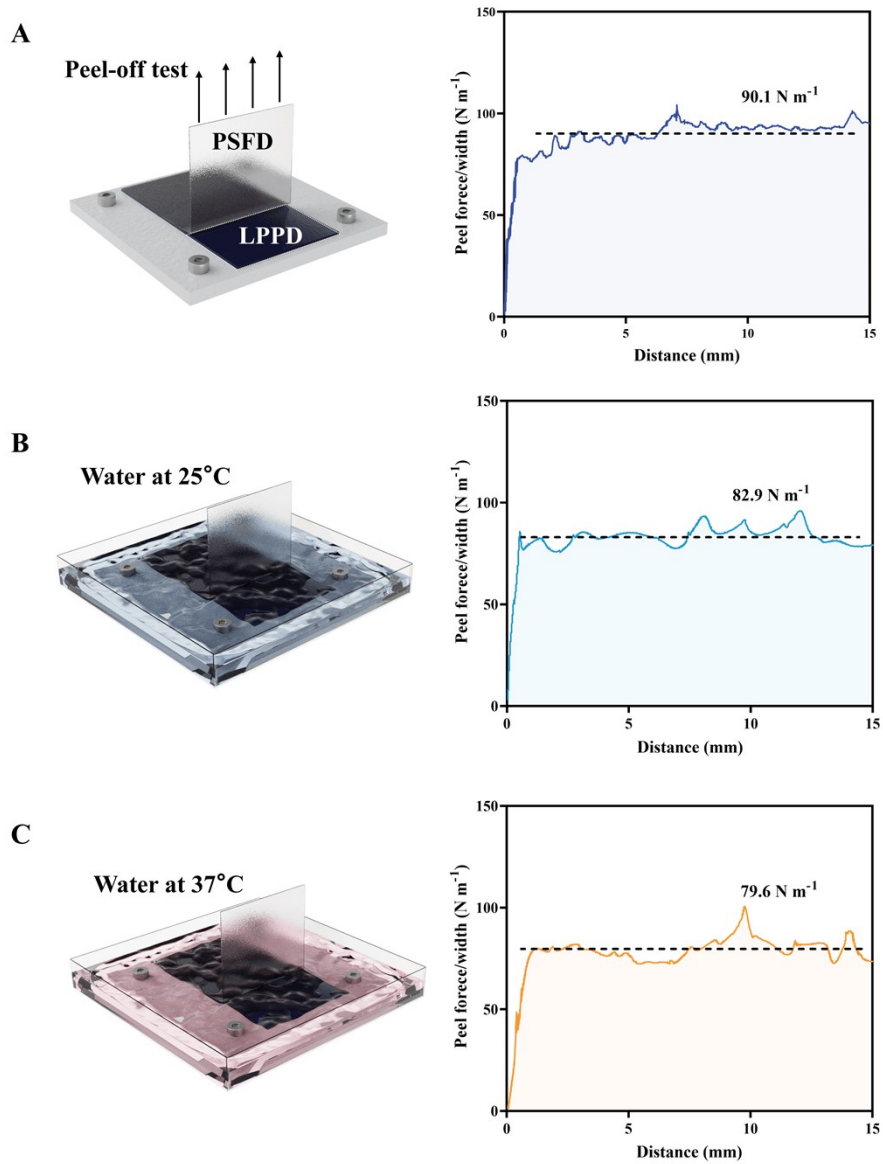 A
Peel-off test
PSFD
LPPD
Peel forece/width (N m⁻¹)
150
100
50
0
90.1 N m⁻¹
0 5 10 15
Distance (mm)
B
Water at 25°C
Peel forece/width (N m⁻¹)
150
100
50
0
82.9 N m⁻¹
0 5 10 15
Distance (mm)
C
Water at 37°C
Peel forece/width (N m⁻¹)
150
100
50
0
79.6 N m⁻¹
0 5 10 15
Distance (mm)